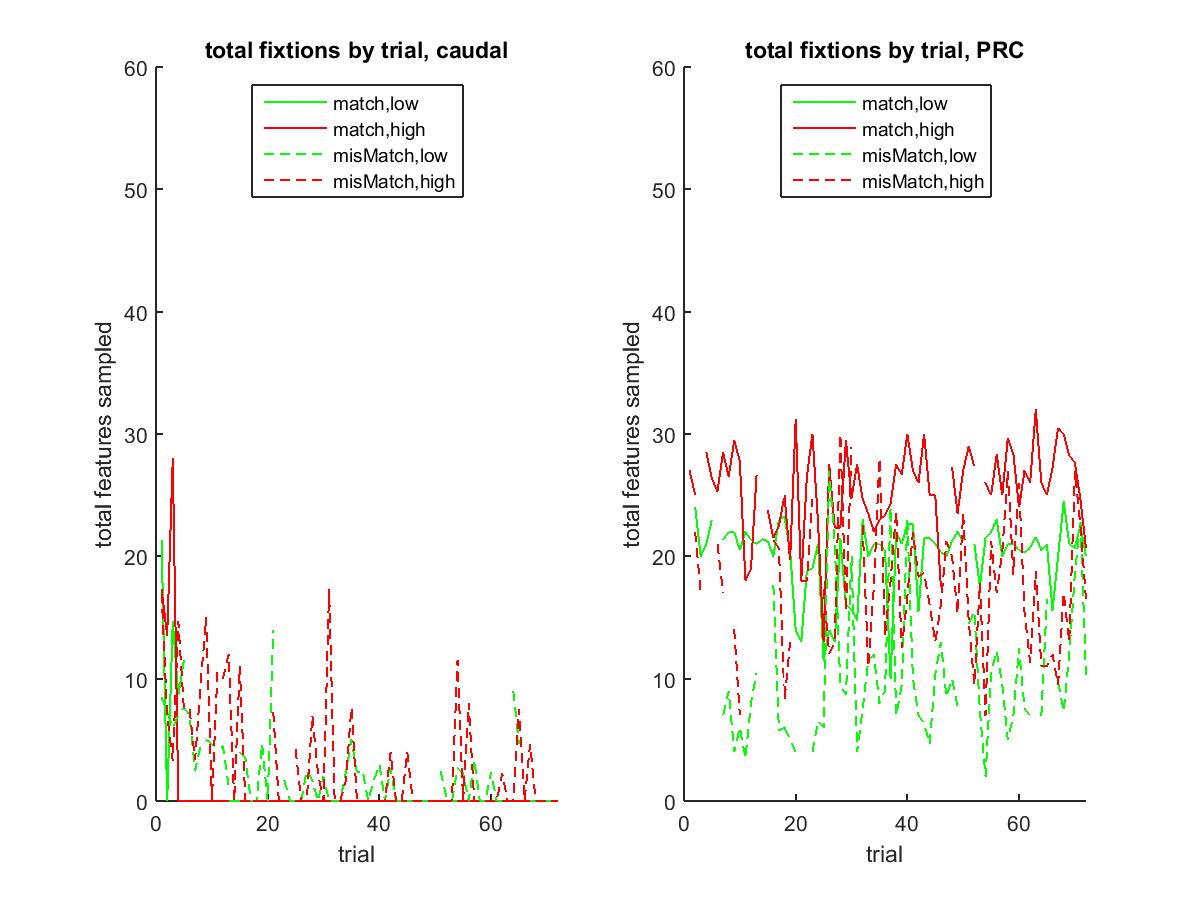 total fixtions by trial, caudal
60
50
40
30
20
10
0
total features sampled
match,low
match,high
misMatch,low
misMatch,high
0 20 40 60
trial
total fixtions by trial, PRC
60
50
40
30
20
10
0
total features sampled
match,low
match,high
misMatch,low
misMatch,high
0 20 40 60
trial